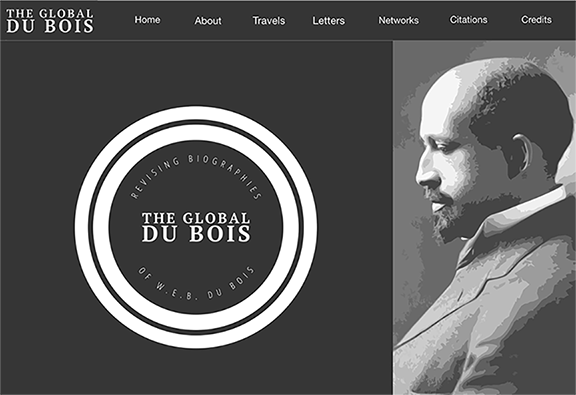 THE GLOBAL
DU BOIS
Home About Travels Letters Networks Citations Credits
REVISING BIOGRAPHIES
THE GLOBAL
DU BOIS
OF W.E.B. DU BOIS